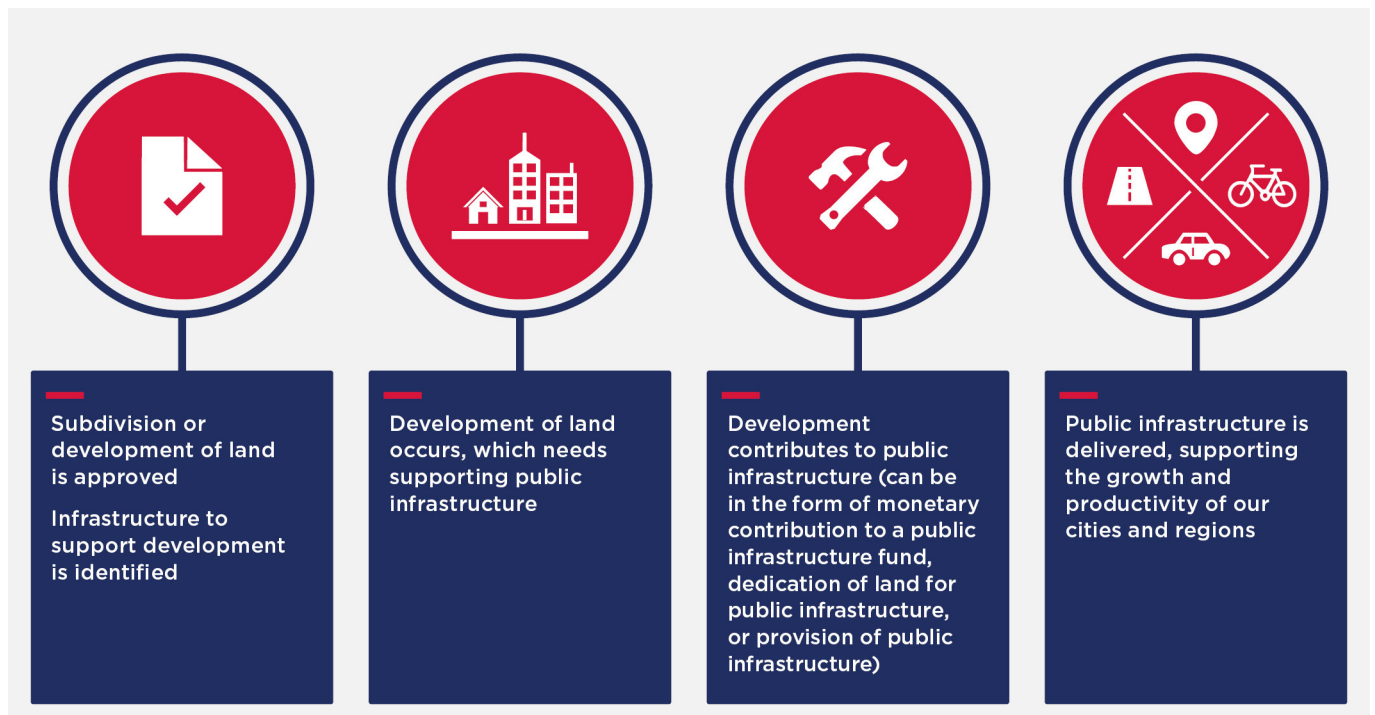 Subdivision or
development of land
is approved
Infrastructure to
support development
is identified
Development of land
occurs, which needs
supporting public
infrastructure
Development
contributes to public
infrastructure (can be
in the form of monetary
contribution to a public
infrastructure fund,
dedication of land for
public infrastructure,
or provision of public
infrastructure)
Public infrastructure is
delivered, supporting
the growth and
productivity of our
cities and regions